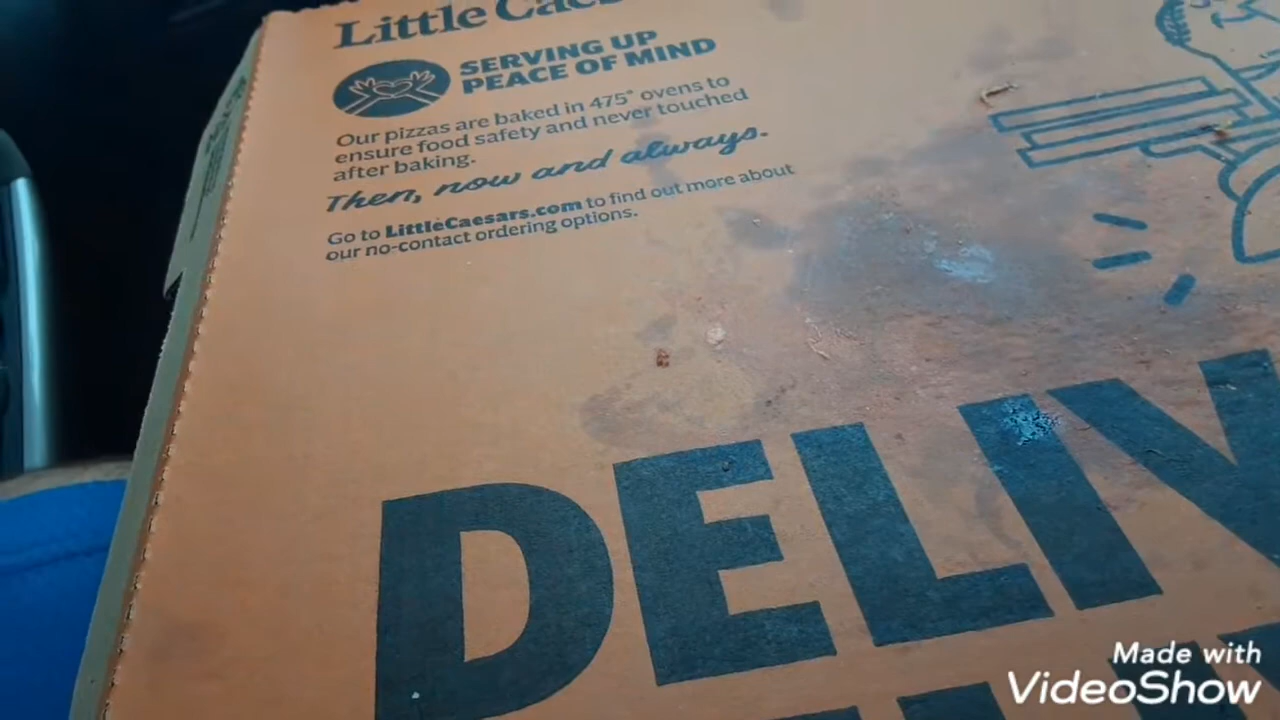 Little
SERVING UP
PEACE OF MIND
Our pizzas are baked in 475° ovens to
ensure food safety and never touched
after baking.
Then, now and always.
Go to LittleCaesars.com to find out more about
our no-contact ordering options.
DELIV
Made with
VideoShow